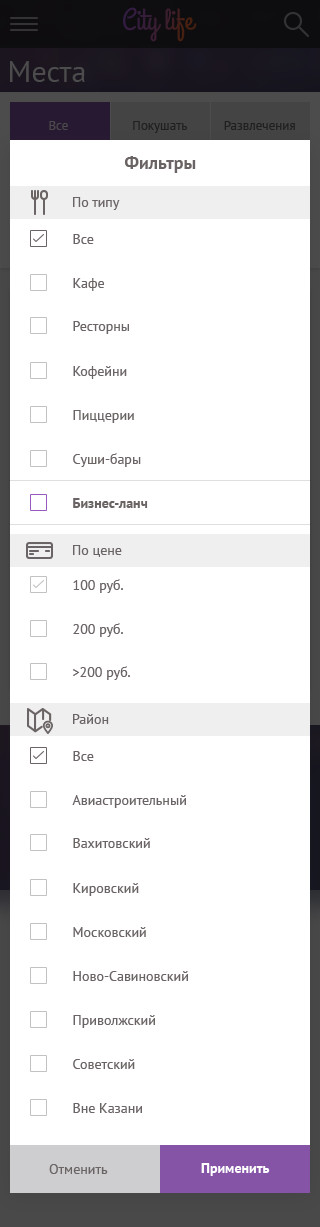 City life
Места
Все Покушать Развлечения
Фильтры
По типу
Все
Кафе
Ресторны
Кофейни
Пиццерии
Суши-бары
Бизнес-ланч
По цене
100 руб.
200 руб.
>200 руб.
Район
Все
Авиастроительный
Вахитовский
Кировский
Московский
Ново-Савиновский
Приволжский
Советский
Вне Казани
Отменить Применить